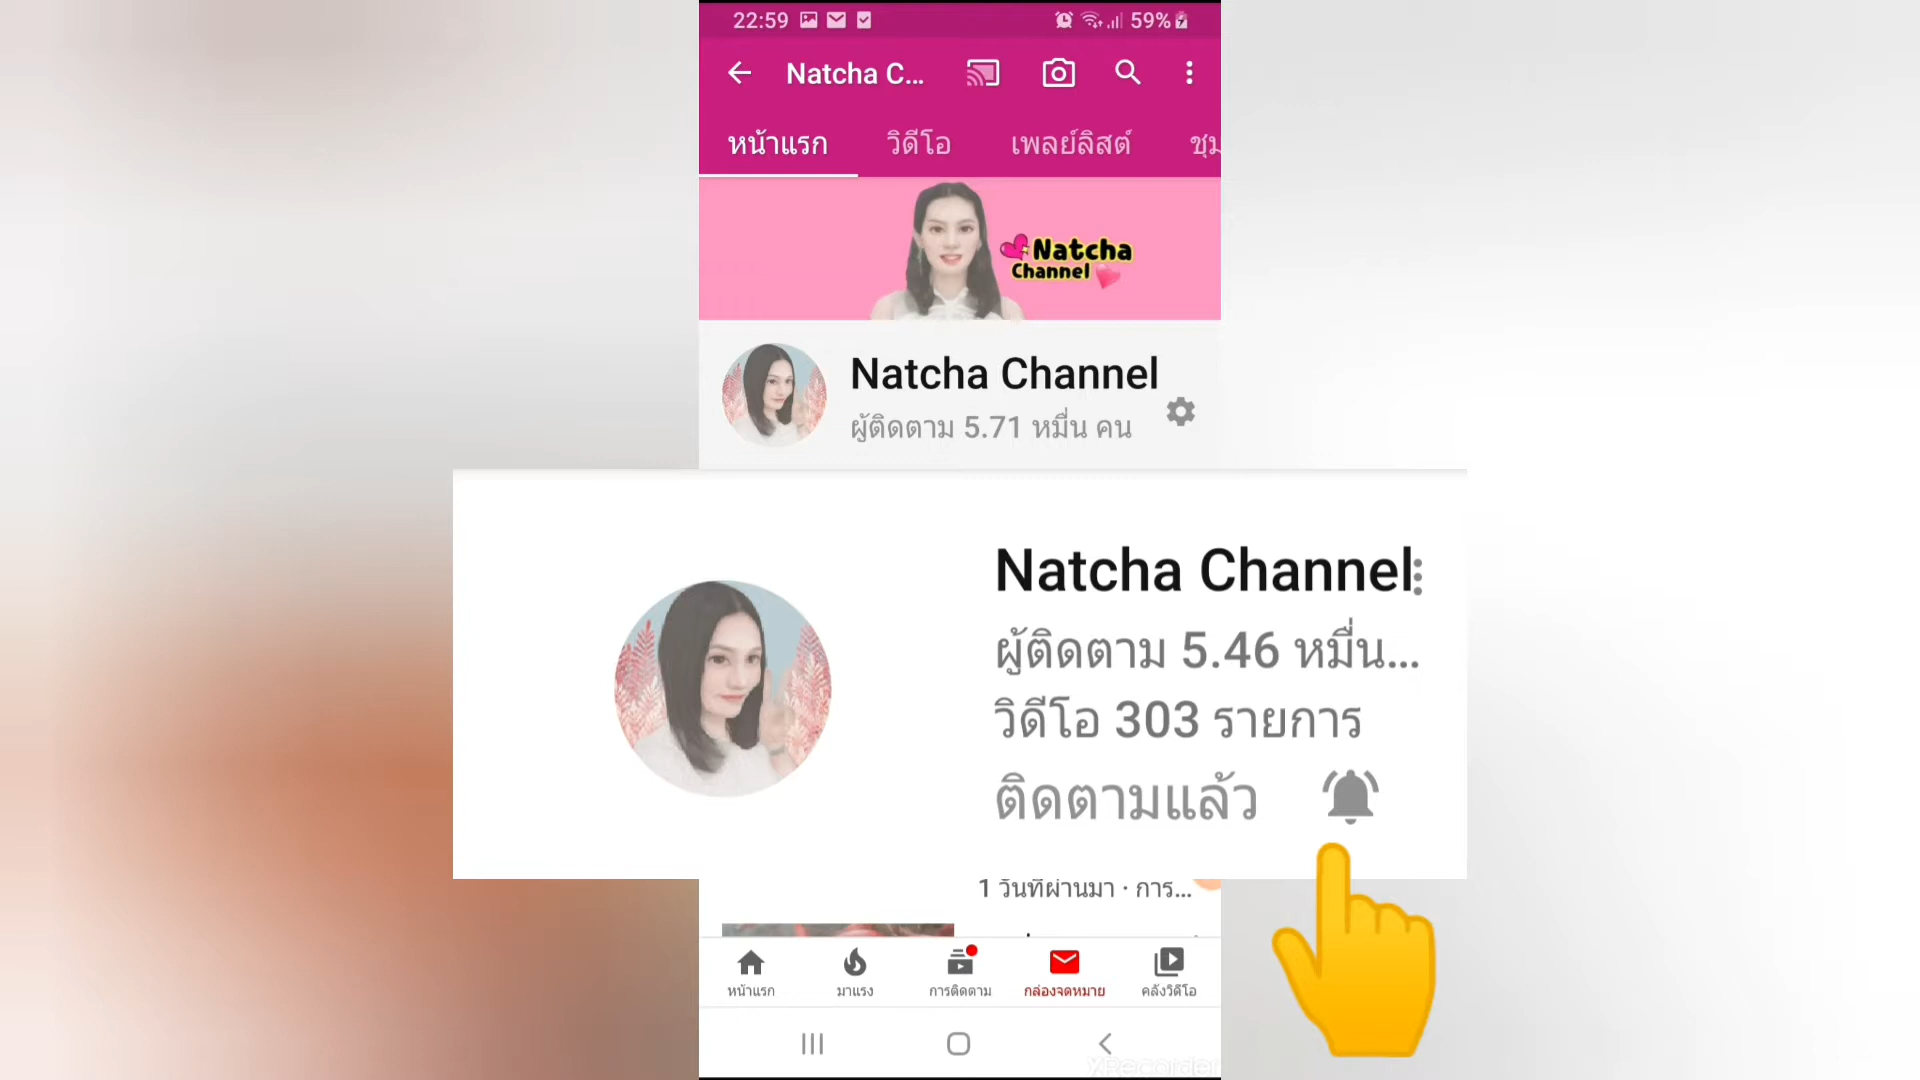 22:59
59%
Natcha C...
หน้าแรก
วิดีโอ
เพลย์ลิสต์
ชุม
Natcha
Channel
Natcha Channel
ผู้ติดตาม 5.71 หมื่น คน
Natcha Channel
ผู้ติดตาม 5.46 หมื่น...
วิดีโอ 303 รายการ
ติดตามแล้ว
1 วันที่ผ่านมา · การ...
หน้าแรก
มาแรง
การติดตาม
กล่องจดหมาย
คลังวิดีโอ
XRecorder